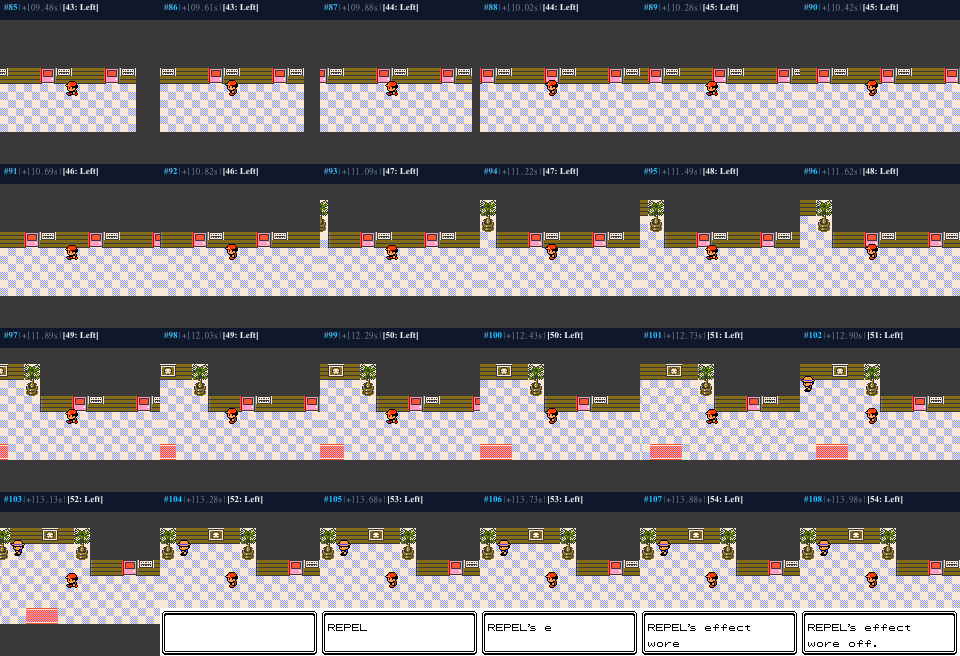 #85|+109.48s|[43: Left]
#86|+109.61s|[43: Left]
#87|+109.88s|[44: Left]
#88|+110.02s|[44: Left]
#89|+110.28s|[45: Left]
#90|+110.42s|[45: Left]
#91|+110.69s|[46: Left]
#92|+110.82s|[46: Left]
#93|+111.09s|[47: Left]
#94|+111.22s|[47: Left]
#95|+111.49s|[48: Left]
#96|+111.62s|[48: Left]
#97|+111.89s|[49: Left]
#98|+112.03s|[49: Left]
#99|+112.29s|[50: Left]
#100|+112.43s|[50: Left]
#101|+112.73s|[51: Left]
#102|+112.90s|[51: Left]
#103|+113.13s|[52: Left]
#104|+113.28s|[52: Left]
#105|+113.68s|[53: Left]
#106|+113.73s|[53: Left]
#107|+113.88s|[54: Left]
#108|+113.98s|[54: Left]
REPEL
REPEL's e
REPEL's effect
wore
REPEL's effect
wore off.